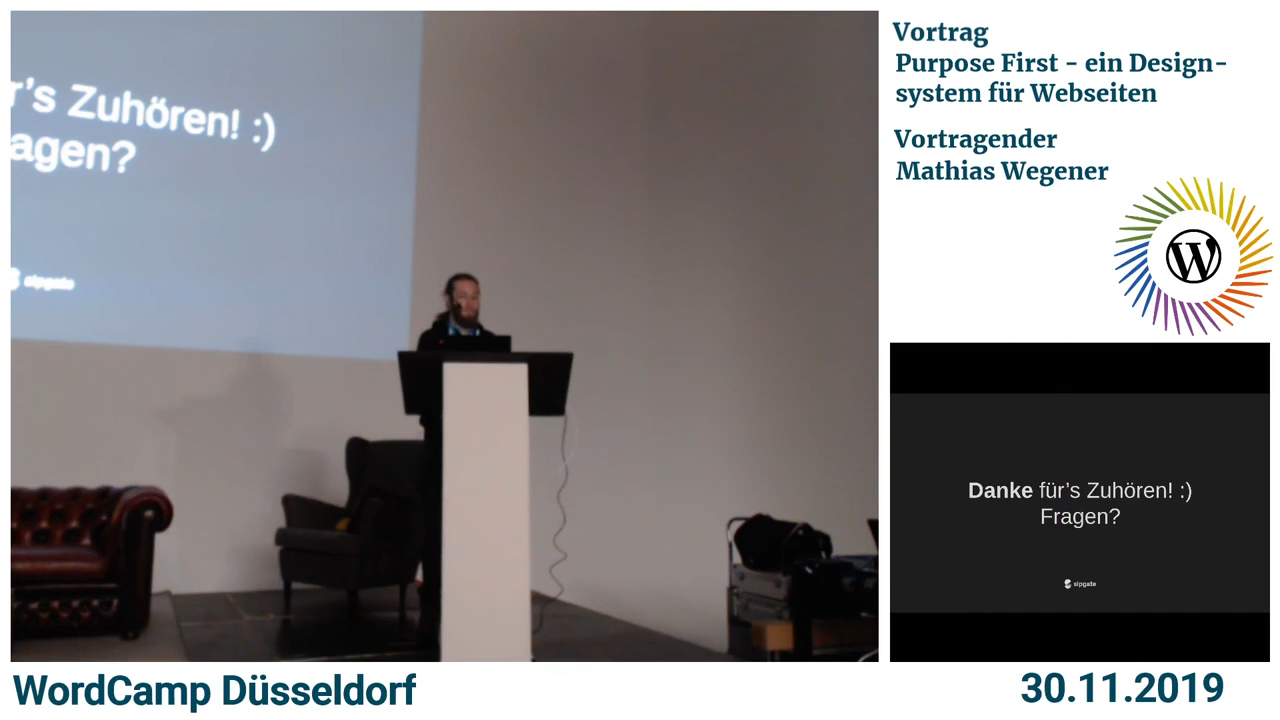 r's Zuhören! :)
agen?
sipgate
Vortrag
Purpose First - ein Design-
system für Webseiten
Vortragender
Mathias Wegener
W
Danke für's Zuhören! :)
Fragen?
sipgate
WordCamp Düsseldorf
30.11.2019